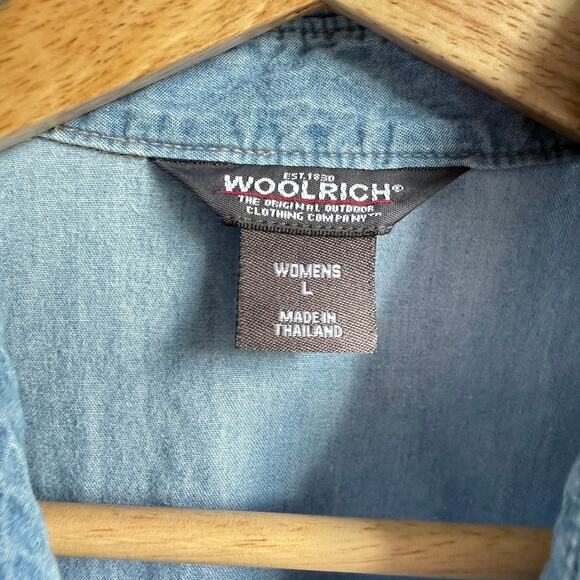 EST. 1830
WOOLRICH®
THE ORIGINAL OUTDOOR
CLOTHING COMPANY™
WOMENS
L
MADE IN
THAILAND